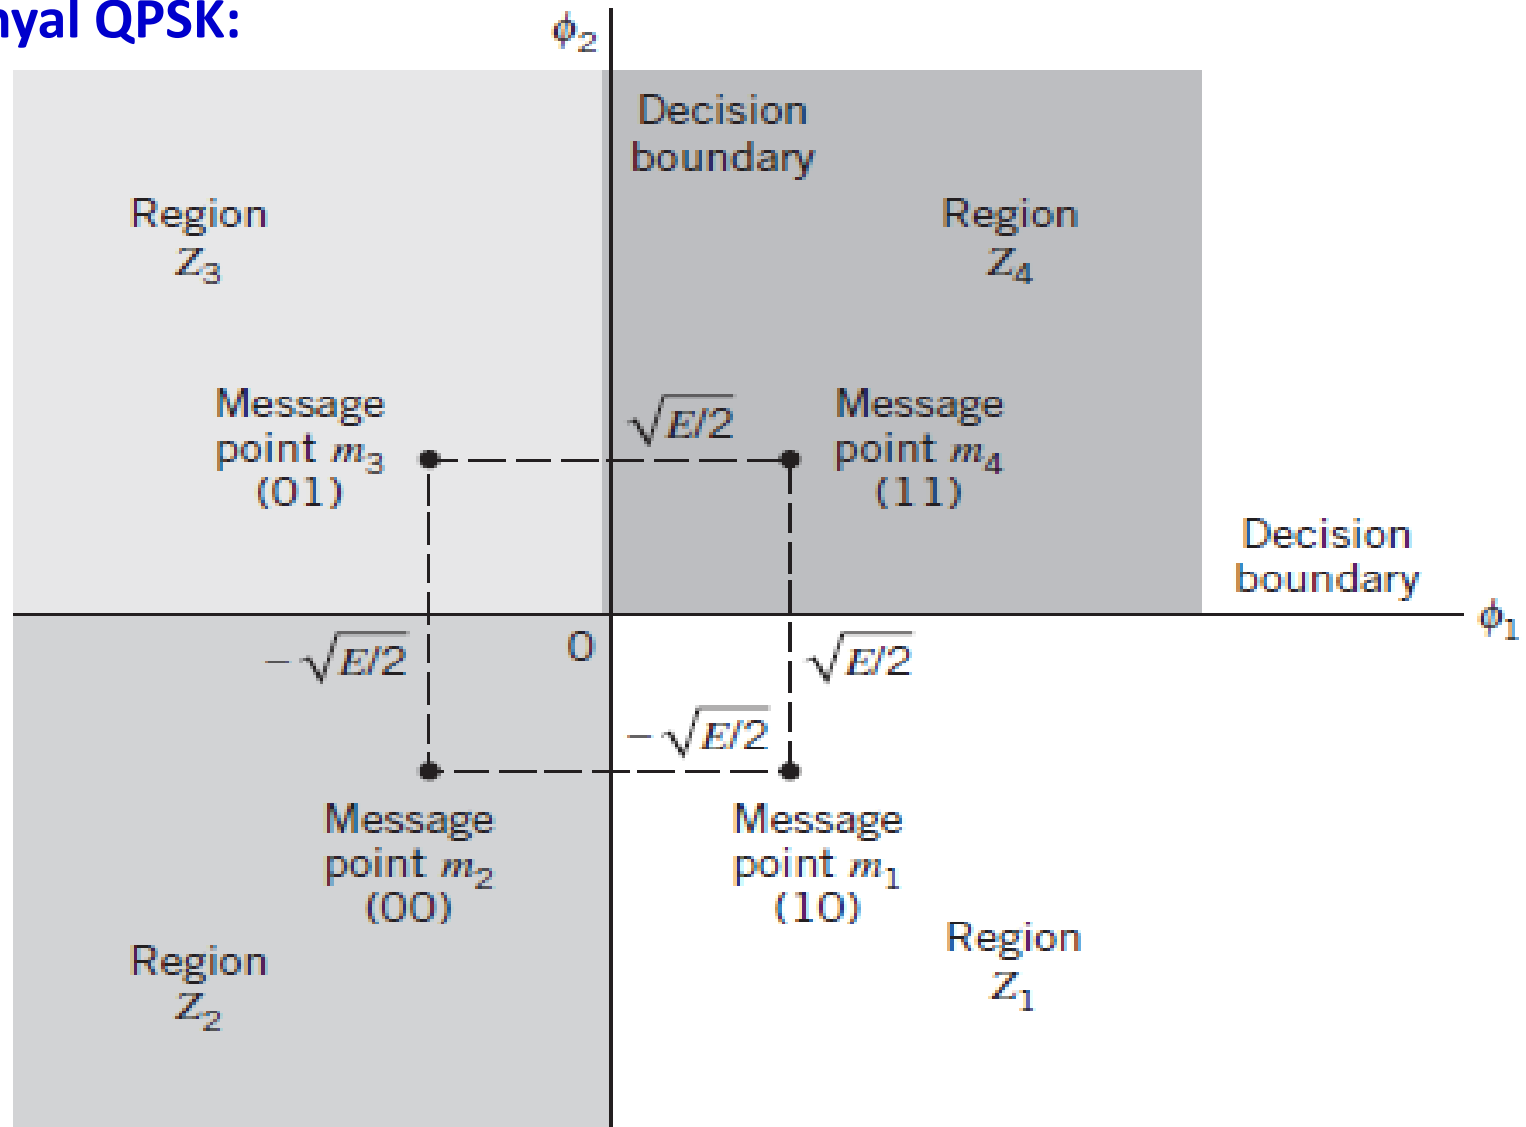 nyal QPSK:
ϕ₂
Decision
boundary
Region
Z₃
Region
Z₄
Message
point m₃
(01)
√E/2
Message
point m₄
(11)
Decision
boundary
ϕ₁
−√E/2
0
√E/2
−√E/2
Message
point m₂
(00)
Message
point m₁
(10)
Region
Z₂
Region
Z₁